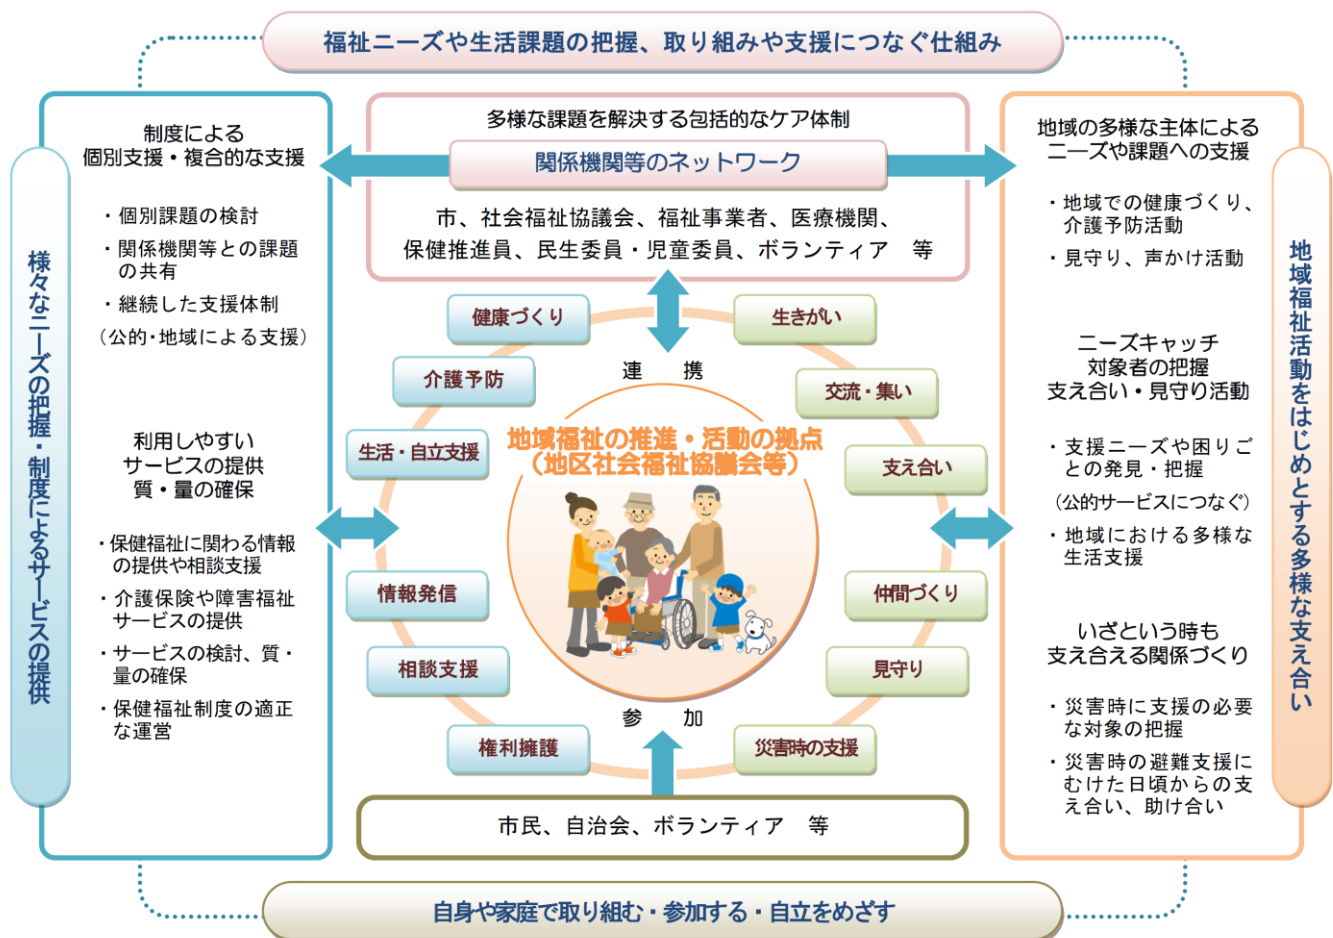 福祉ニーズや生活課題の把握、取り組みや支援につなぐ仕組み
様々なニーズの把握・制度によるサービスの提供
制度による
個別支援・複合的な支援
・個別課題の検討
・関係機関等との課題
の共有
・継続した支援体制
（公的・地域による支援）
利用しやすい
サービスの提供
質・量の確保
・保健福祉に関わる情報
の提供や相談支援
・介護保険や障害福祉
サービスの提供
・サービスの検討、質・
量の確保
・保健福祉制度の適正
な運営
多様な課題を解決する包括的なケア体制
関係機関等のネットワーク
市、社会福祉協議会、福祉事業者、医療機関、
保健推進員、民生委員・児童委員、ボランティア　等
健康づくり
介護予防
生活・自立支援
情報発信
相談支援
権利擁護
連　携
地域福祉の推進・活動の拠点
（地区社会福祉協議会等）
参　加
生きがい
交流・集い
支え合い
仲間づくり
見守り
災害時の支援
市民、自治会、ボランティア　等
地域の多様な主体による
ニーズや課題への支援
・地域での健康づくり、
介護予防活動
・見守り、声かけ活動
ニーズキャッチ
対象者の把握
支え合い・見守り活動
・支援ニーズや困りご
との発見・把握
（公的サービスにつなぐ）
・地域における多様な
生活支援
いざという時も
支え合える関係づくり
・災害時に支援の必要
な対象の把握
・災害時の避難支援に
むけた日頃からの支
え合い、助け合い
地域福祉活動をはじめとする多様な支え合い
自身や家庭で取り組む・参加する・自立をめざす